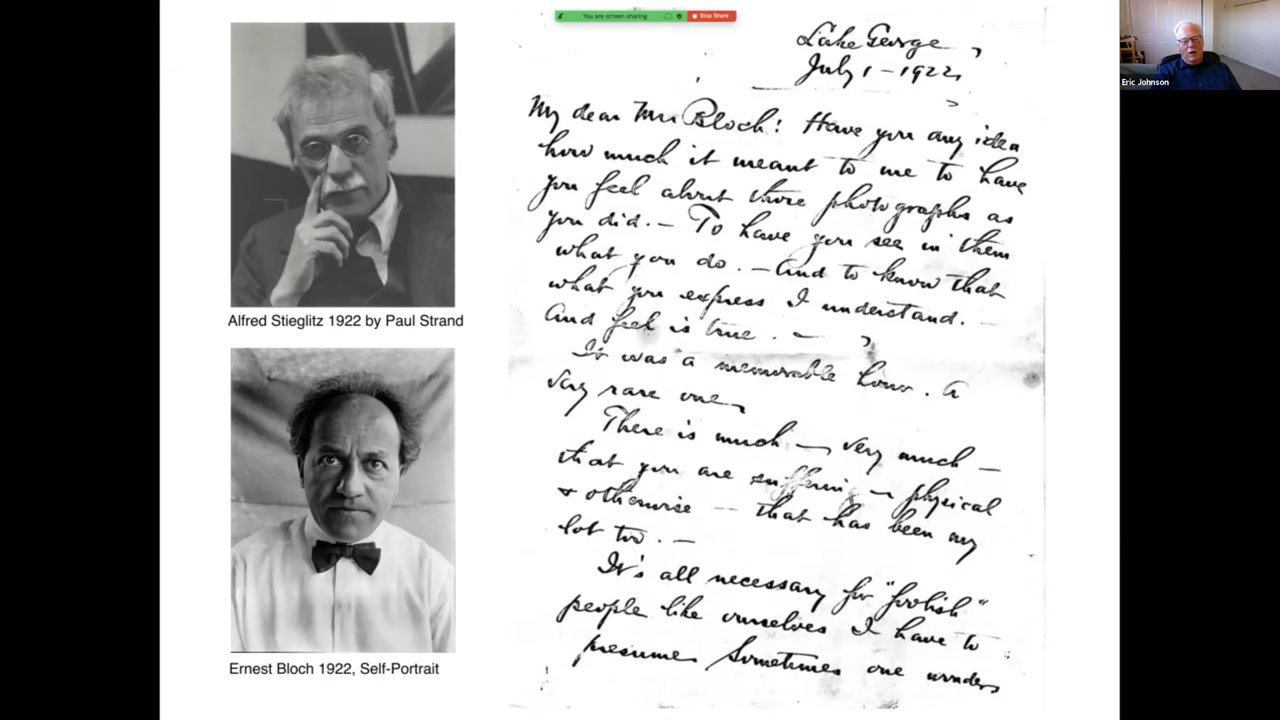 You are screen sharing
Stop Share
Eric Johnson
Alfred Stieglitz 1922 by Paul Strand
Ernest Bloch 1922, Self-Portrait
Lake George,
July 1-1922,
My dear Bloch: Have you any idea
how much it meant to me to have
you feel about those photographs as
you did.- To have you see in them
what you do.-And to know that
what you express I understand.-
And feel is true.-
It was a memorable hour. A
very rare one,
There is much - very much -
that you are suffering - physical
+ otherwise -- that has been my
lot too.-
It's all necessary for "foolish"
people like ourselves I have to
presume. Sometimes one wonders